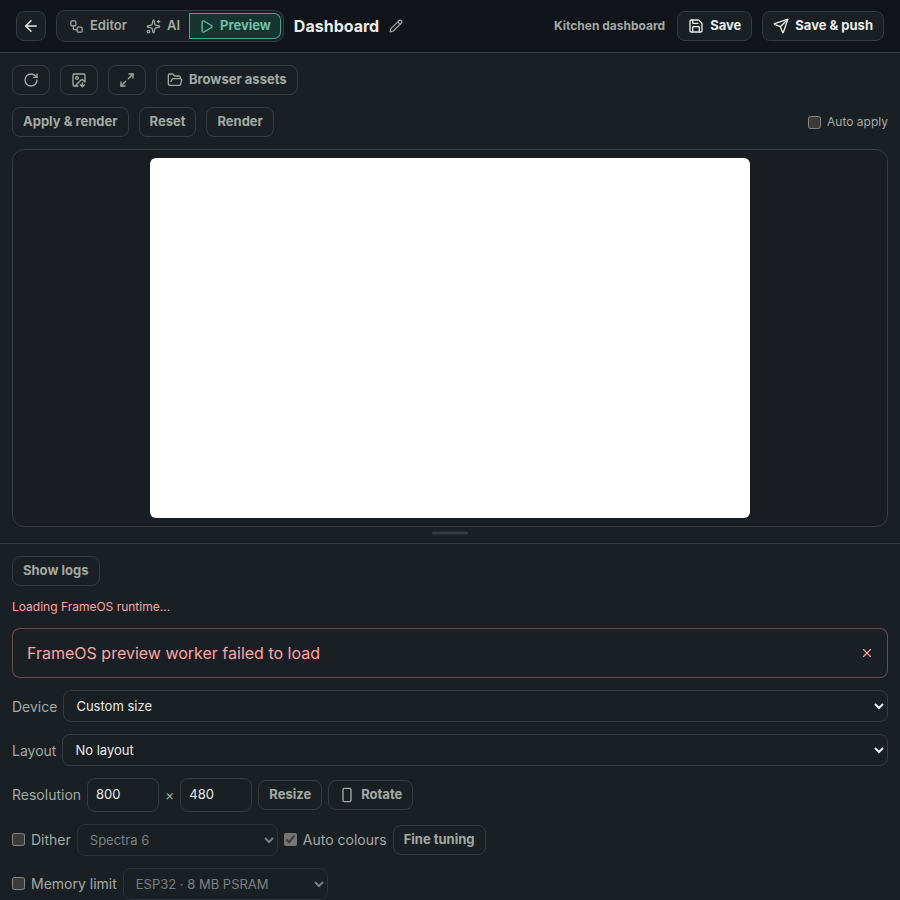 Editor AI Preview Dashboard Kitchen dashboard Save Save & push
Browser assets
Apply & render Reset Render Auto apply
Show logs
Loading FrameOS runtime...
FrameOS preview worker failed to load ×
Device Custom size
Layout No layout
Resolution 800 × 480 Resize Rotate
Dither Spectra 6 Auto colours Fine tuning
Memory limit ESP32 · 8 MB PSRAM